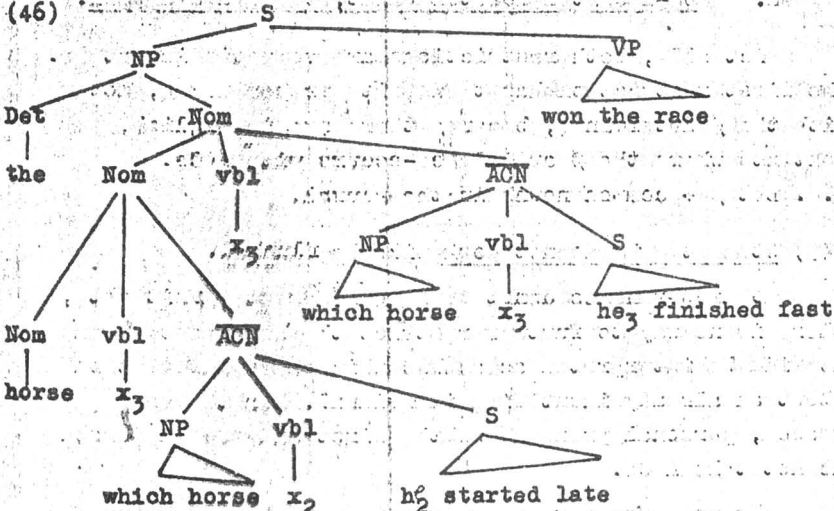 (46)
S
NP VP
Det Nom won the race
the Nom vbl ACN
x3 NP vbl S
which horse x3 he3 finished fast
Nom vbl ACN
horse x3 NP vbl S
which horse x2 he2 started late